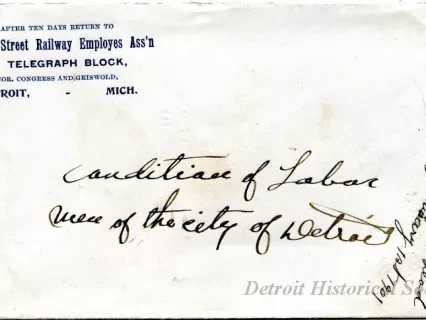 AFTER TEN DAYS RETURN TO
Street Railway Employes Ass'n
TELEGRAPH BLOCK,
COR. CONGRESS AND GRISWOLD,
DETROIT, - MICH.
Condition of Labor
men of the city of Detroit
Detroit Historical